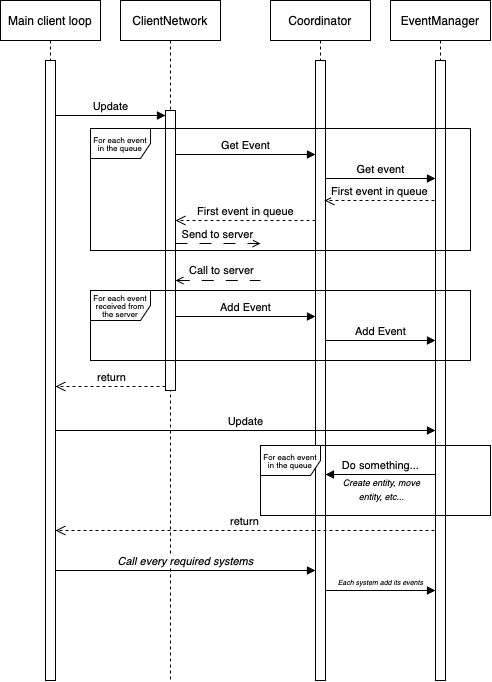 Main client loop
ClientNetwork
Coordinator
EventManager
Update
For each event
in the queue
Get Event
Get event
First event in queue
First event in queue
Send to server
Call to server
For each event
received from
the server
Add Event
Add Event
return
Update
For each event
in the queue
Do something...
Create entity, move
entity, etc...
return
Call every required systems
Each system add its events